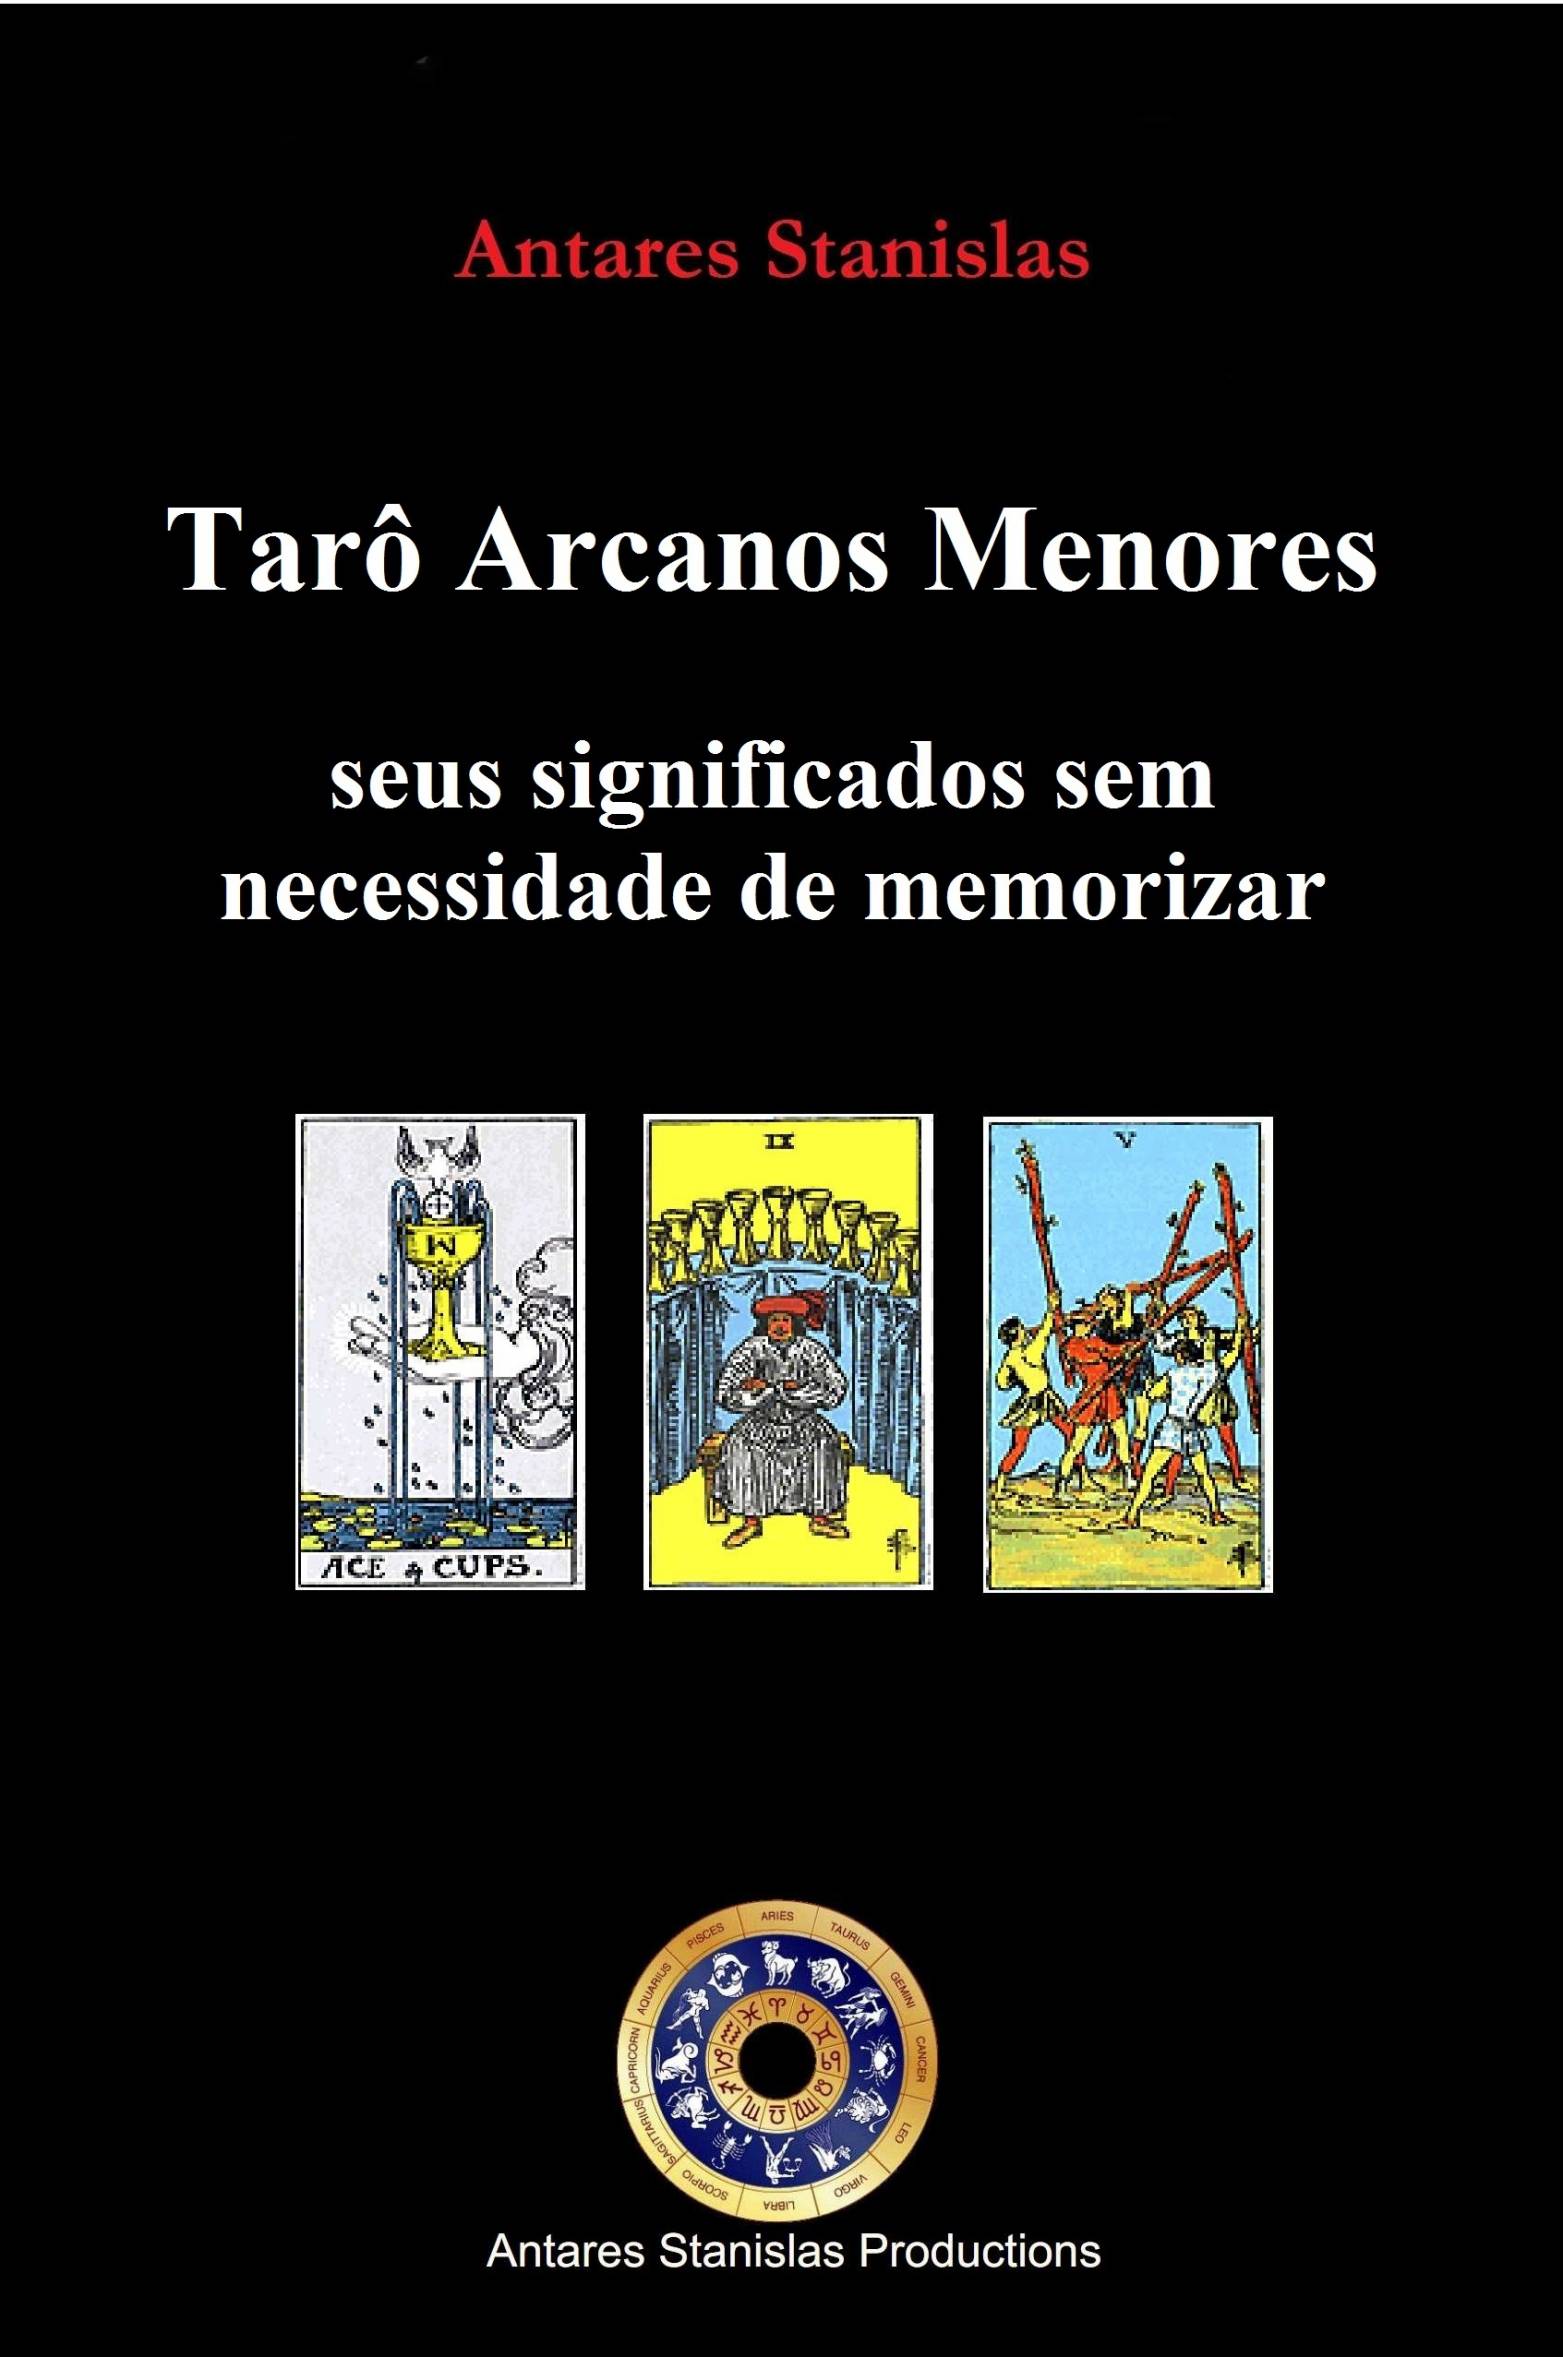 Antares Stanislas
Tarô Arcanos Menores
seus significados sem
necessidade de memorizar
IX
V
ACE of CUPS.
ARIES
TAURUS
GEMINI
CANCER
LEO
VIRGO
LIBRA
SCORPIO
SAGITTARIUS
CAPRICORN
AQUARIUS
PISCES
Antares Stanislas Productions